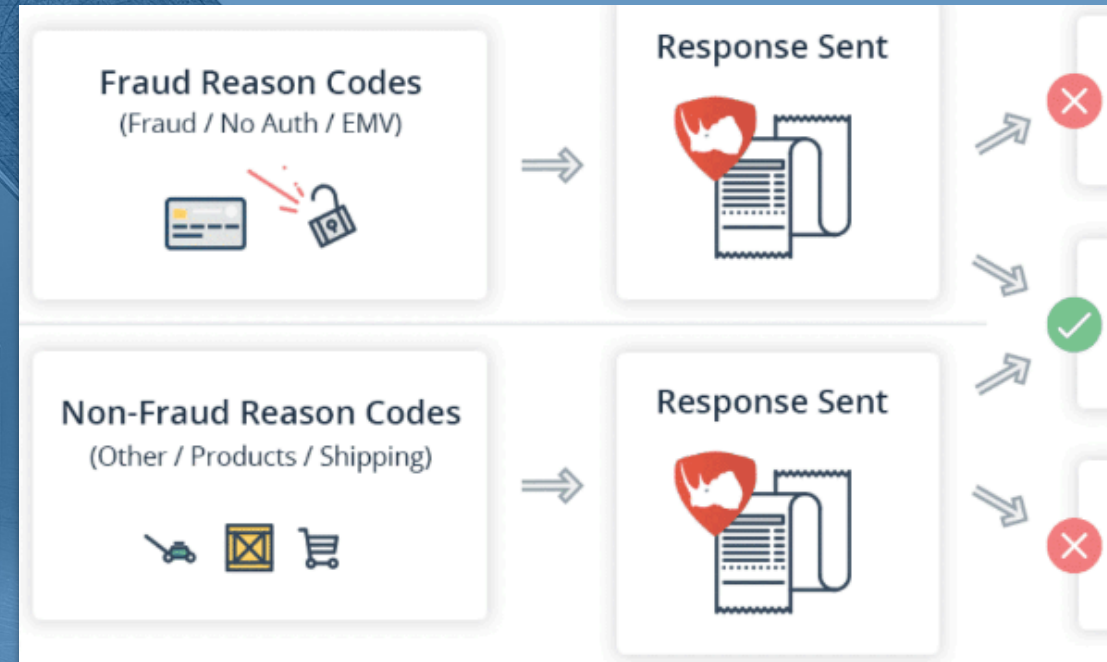 Fraud Reason Codes
(Fraud / No Auth / EMV)
Response Sent
Non-Fraud Reason Codes
(Other / Products / Shipping)
Response Sent